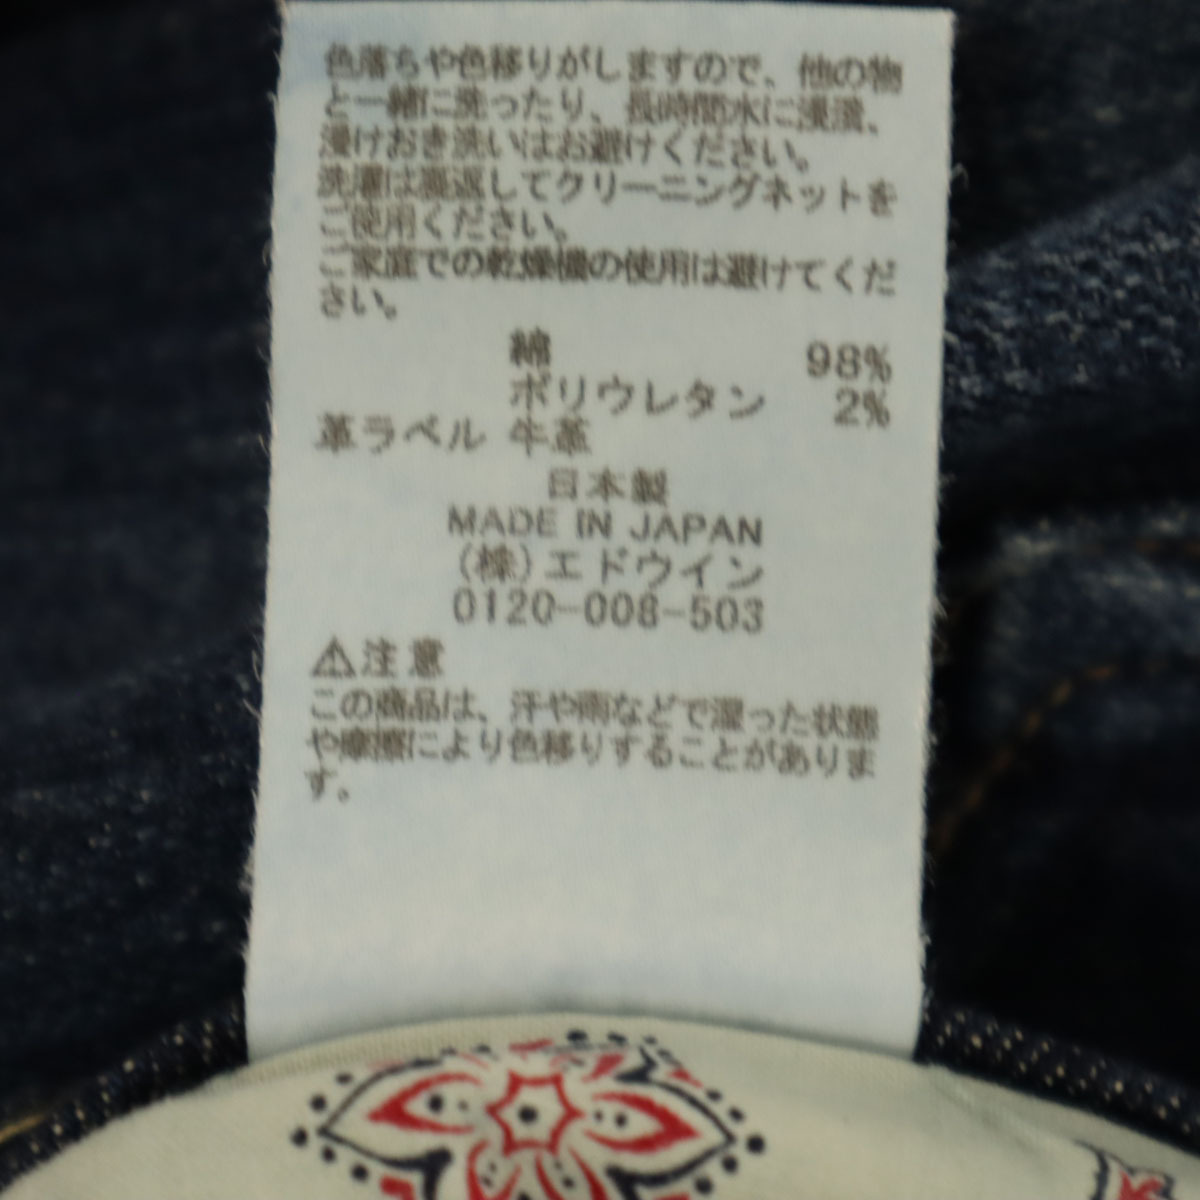 色落ちや色移りがしますので、他の物
と一緒に洗ったり、長時間水に浸漬、
浸けおき洗いはお避けください。
洗濯は裏返してクリーニングネットを
ご使用ください。
ご家庭での乾燥機の使用は避けてくだ
さい。
綿 98%
ポリウレタン 2%
革ラベル 牛革
日本製
MADE IN JAPAN
(株)エドウイン
0120-008-503
⚠注意
この商品は、汗や雨などで湿った状態
や摩擦により色移りすることがありま
す。